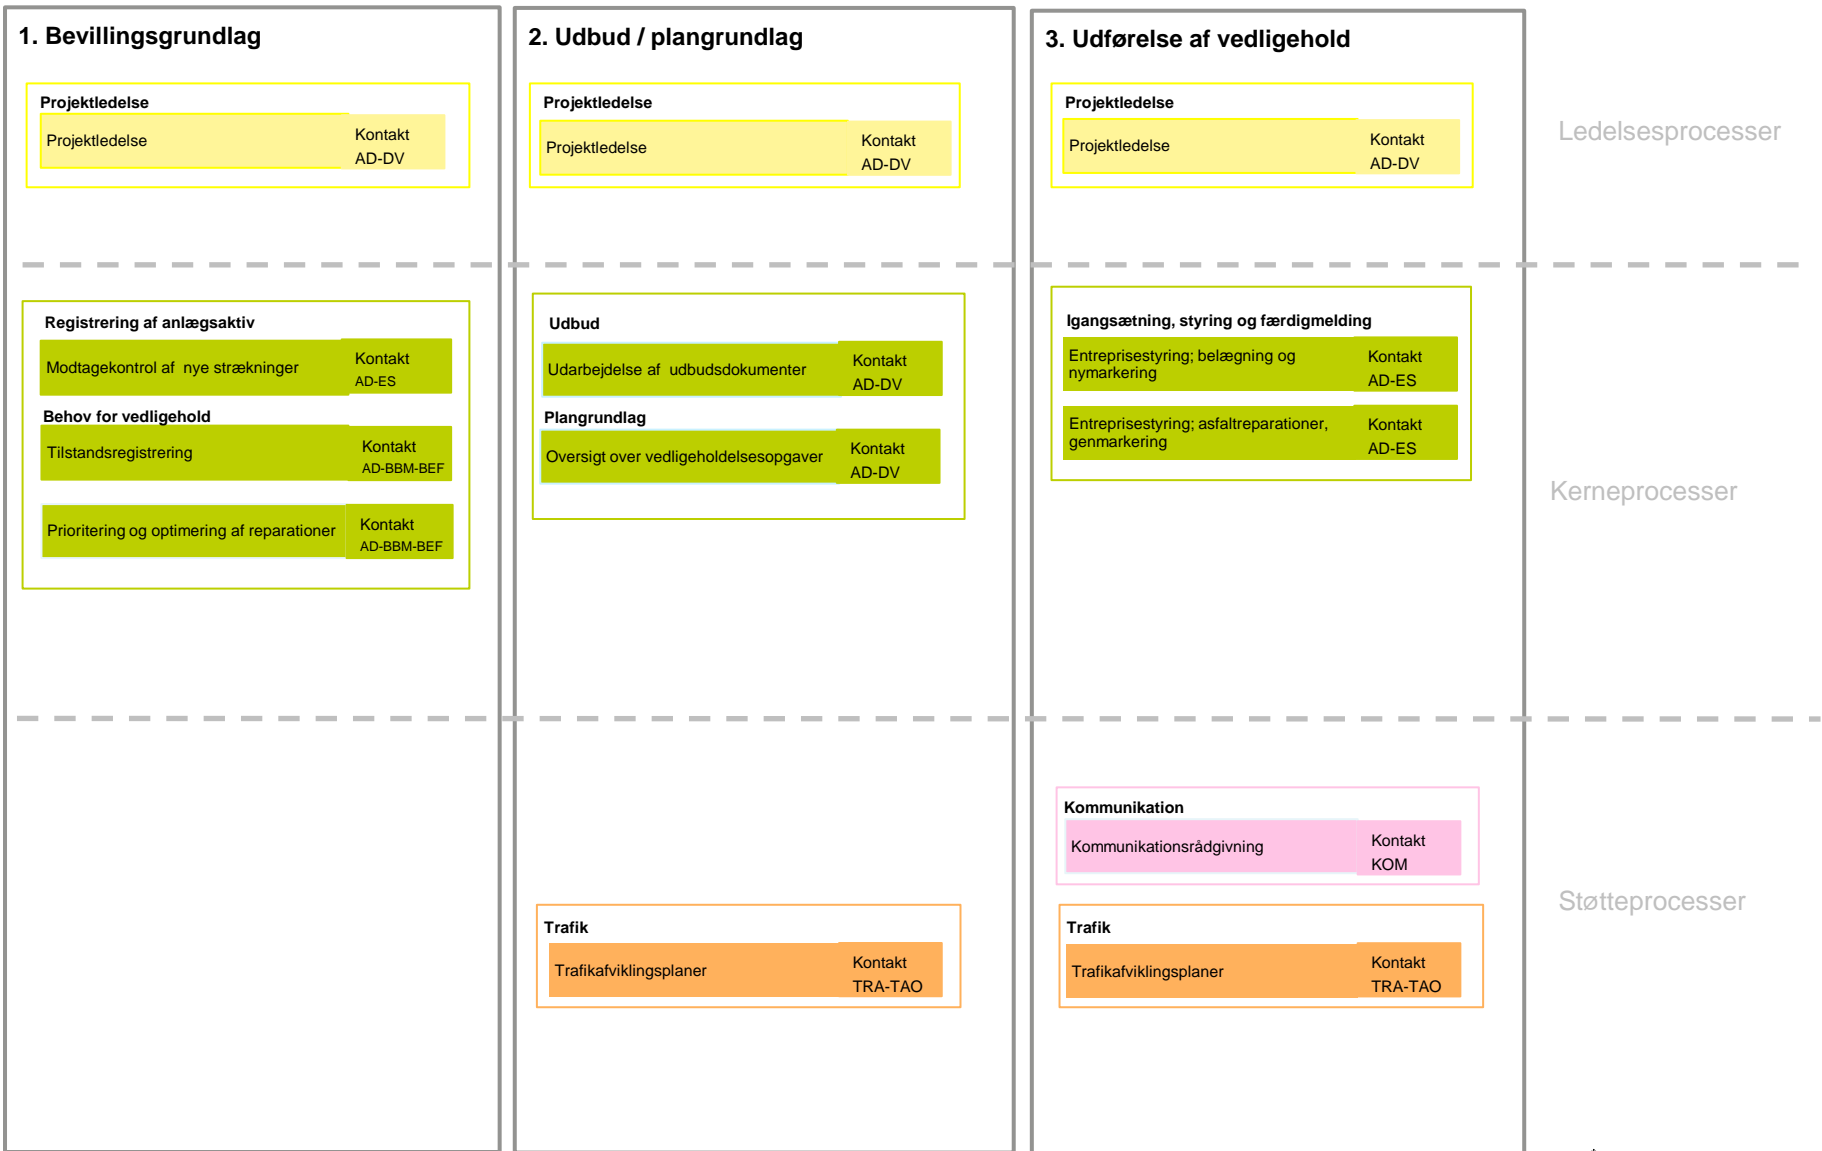 1. Bevillingsgrundlag
Projektledelse
Projektledelse
Kontakt
AD-DV
Registrering af anlægsaktiv
Modtagekontrol af nye strækninger
Kontakt
AD-ES
Behov for vedligehold
Tilstandsregistrering
Kontakt
AD-BBM-BEF
Prioritering og optimering af reparationer
Kontakt
AD-BBM-BEF
2. Udbud / plangrundlag
Projektledelse
Projektledelse
Kontakt
AD-DV
Udbud
Udarbejdelse af udbudsdokumenter
Kontakt
AD-DV
Plangrundlag
Oversigt over vedligeholdelsesopgaver
Kontakt
AD-DV
Trafik
Trafikafviklingsplaner
Kontakt
TRA-TAO
3. Udførelse af vedligehold
Projektledelse
Projektledelse
Kontakt
AD-DV
Igangsætning, styring og færdigmelding
Entreprisestyring; belægning og
nymarkering
Kontakt
AD-ES
Entreprisestyring; asfaltreparationer,
genmarkering
Kontakt
AD-ES
Kommunikation
Kommunikationsrådgivning
Kontakt
KOM
Trafik
Trafikafviklingsplaner
Kontakt
TRA-TAO
Ledelsesprocesser
Kerneprocesser
Støtteprocesser